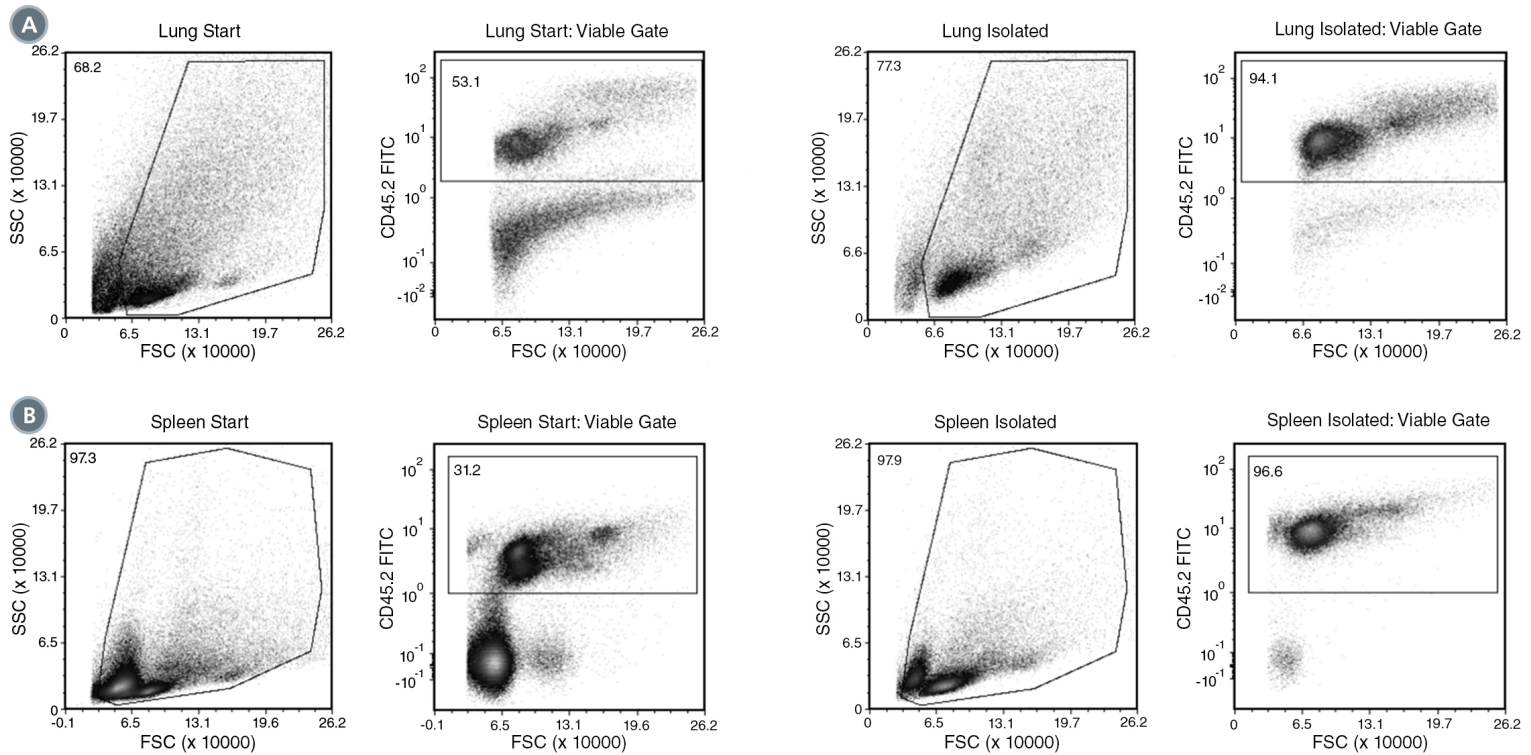 A
Lung Start
Lung Start: Viable Gate
Lung Isolated
Lung Isolated: Viable Gate
26.2
19.7
13.1
6.5
0
68.2
SSC (x 10000)
0 6.5 13.1 19.7 26.2
FSC (x 10000)
10²
10¹
10⁰
10⁻¹
-10⁻²
53.1
CD45.2 FITC
0 6.5 13.1 19.7 26.2
FSC (x 10000)
26.2
19.7
13.1
6.6
0
77.3
SSC (x 10000)
0 6.6 13.1 19.7 26.2
FSC (x 10000)
10²
10¹
10⁰
10⁻¹
-10⁻²
94.1
CD45.2 FITC
0 6.6 13.1 19.7 26.2
FSC (x 10000)
B
Spleen Start
Spleen Start: Viable Gate
Spleen Isolated
Spleen Isolated: Viable Gate
26.2
19.7
13.1
6.5
0
97.3
SSC (x 10000)
-0.1 6.5 13.1 19.6 26.2
FSC (x 10000)
10²
10¹
10⁰
10⁻¹
-10⁻¹
31.2
CD45.2 FITC
-0.1 6.5 13.1 19.6 26.2
FSC (x 10000)
26.2
19.7
13.1
6.5
0
97.9
SSC (x 10000)
0 6.5 13.1 19.7 26.2
FSC (x 10000)
10²
10¹
10⁰
10⁻¹
-10⁻¹
96.6
CD45.2 FITC
0 6.5 13.1 19.7 26.2
FSC (x 10000)